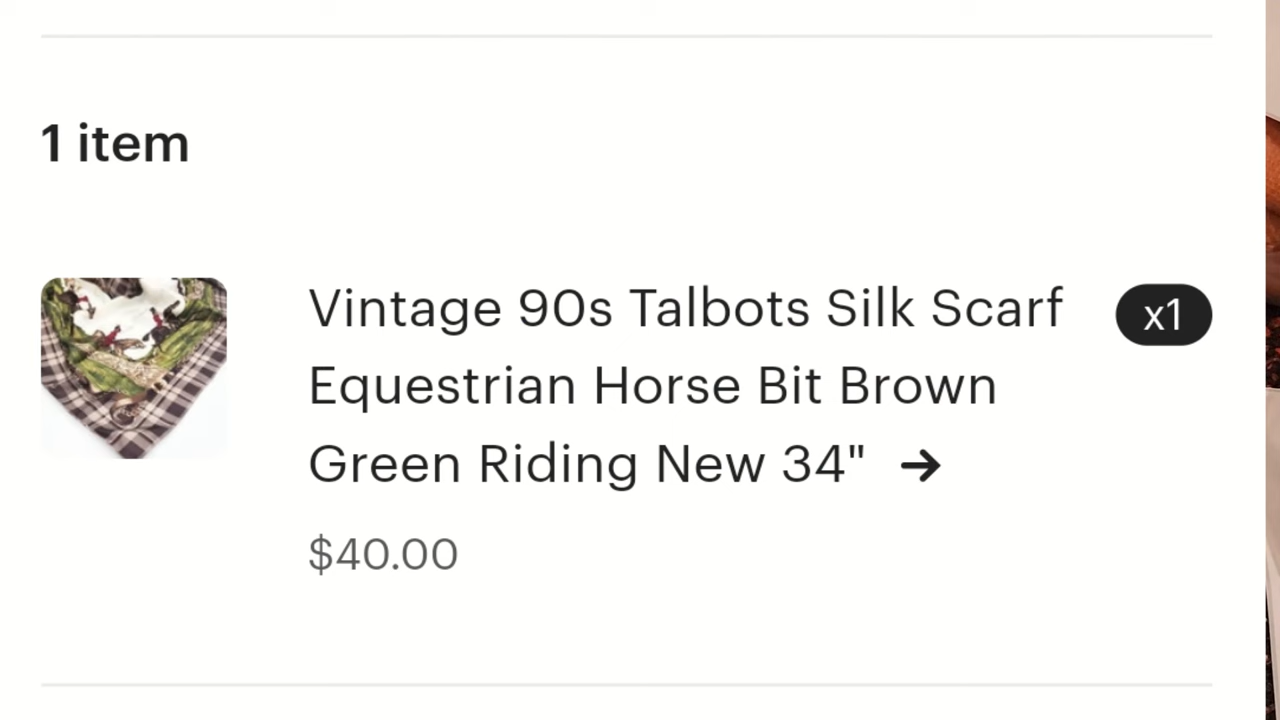 1 item
Vintage 90s Talbots Silk Scarf
x1
Equestrian Horse Bit Brown
Green Riding New 34" →
$40.00